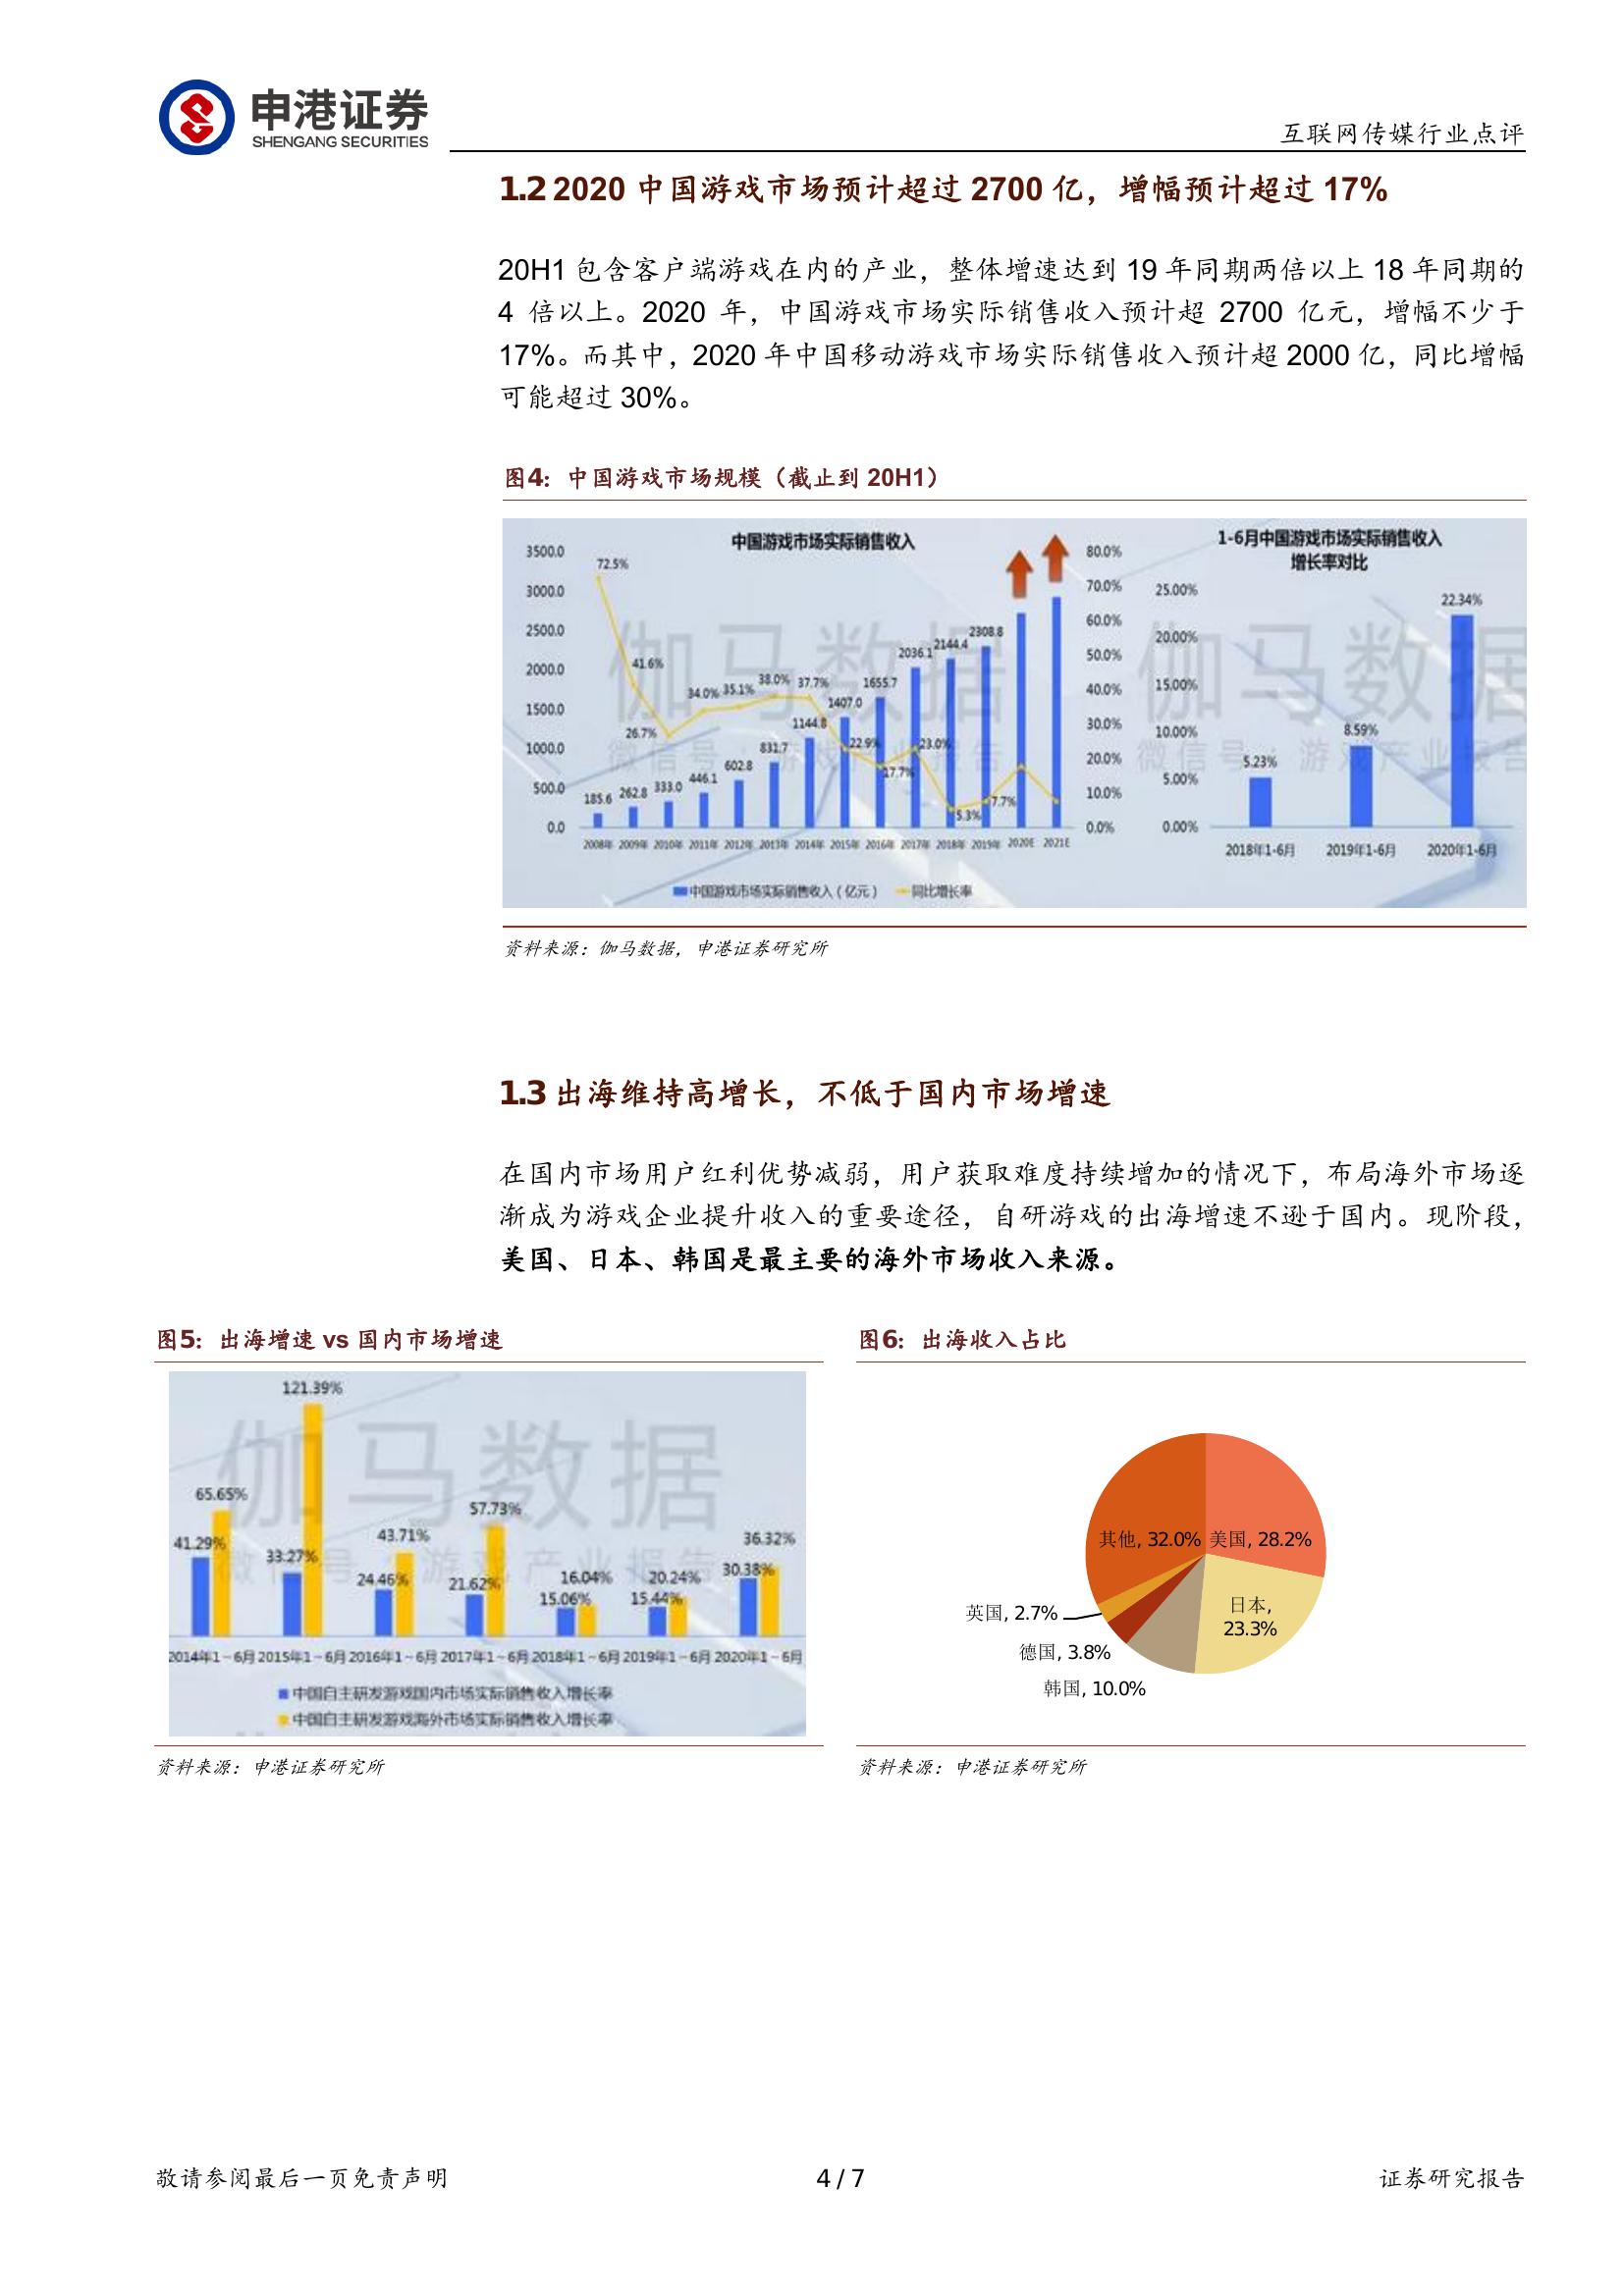 申港证券
SHENGANG SECURITIES
互联网传媒行业点评
1.2 2020 中国游戏市场预计超过 2700 亿，增幅预计超过 17%
20H1 包含客户端游戏在内的产业，整体增速达到 19 年同期两倍以上 18 年同期的
4 倍以上。2020 年，中国游戏市场实际销售收入预计超 2700 亿元，增幅不少于
17%。而其中，2020 年中国移动游戏市场实际销售收入预计超 2000 亿，同比增幅
可能超过 30%。
图4：中国游戏市场规模（截止到 20H1）
中国游戏市场实际销售收入
3500.0
3000.0
2500.0
2000.0
1500.0
1000.0
500.0
0.0
72.5%
41.6%
26.7%
34.0%
35.1%
38.0%
37.7%
22.9%
17.7%
23.0%
5.3%
7.7%
185.6
262.8
333.0
446.1
602.8
831.7
1144.8
1407.0
1655.7
2036.1
2144.4
2308.8
80.0%
70.0%
60.0%
50.0%
40.0%
30.0%
20.0%
10.0%
0.0%
2008年 2009年 2010年 2011年 2012年 2013年 2014年 2015年 2016年 2017年 2018年 2019年 2020E 2021E
中国游戏市场实际销售收入（亿元） 同比增长率
伽马数据
微信号：游戏产业报告
1-6月中国游戏市场实际销售收入
增长率对比
25.00%
20.00%
15.00%
10.00%
5.00%
0.00%
5.23%
8.59%
22.34%
2018年1-6月 2019年1-6月 2020年1-6月
伽马数据
微信号：游戏产业报告
资料来源：伽马数据，申港证券研究所
1.3 出海维持高增长，不低于国内市场增速
在国内市场用户红利优势减弱，用户获取难度持续增加的情况下，布局海外市场逐
渐成为游戏企业提升收入的重要途径，自研游戏的出海增速不逊于国内。现阶段，
美国、日本、韩国是最主要的海外市场收入来源。
图5：出海增速 vs 国内市场增速
121.39%
65.65%
41.29%
33.27%
43.71%
24.46%
57.73%
21.62%
16.04%
15.06%
20.24%
15.44%
36.32%
30.38%
2014年1－6月 2015年1－6月 2016年1－6月 2017年1－6月 2018年1－6月 2019年1－6月 2020年1－6月
中国自主研发游戏国内市场实际销售收入增长率
中国自主研发游戏海外市场实际销售收入增长率
伽马数据
微信号：游戏产业报告
资料来源：申港证券研究所
图6：出海收入占比
其他, 32.0%
美国, 28.2%
日本,
23.3%
英国, 2.7%
德国, 3.8%
韩国, 10.0%
资料来源：申港证券研究所
敬请参阅最后一页免责声明
4 / 7
证券研究报告